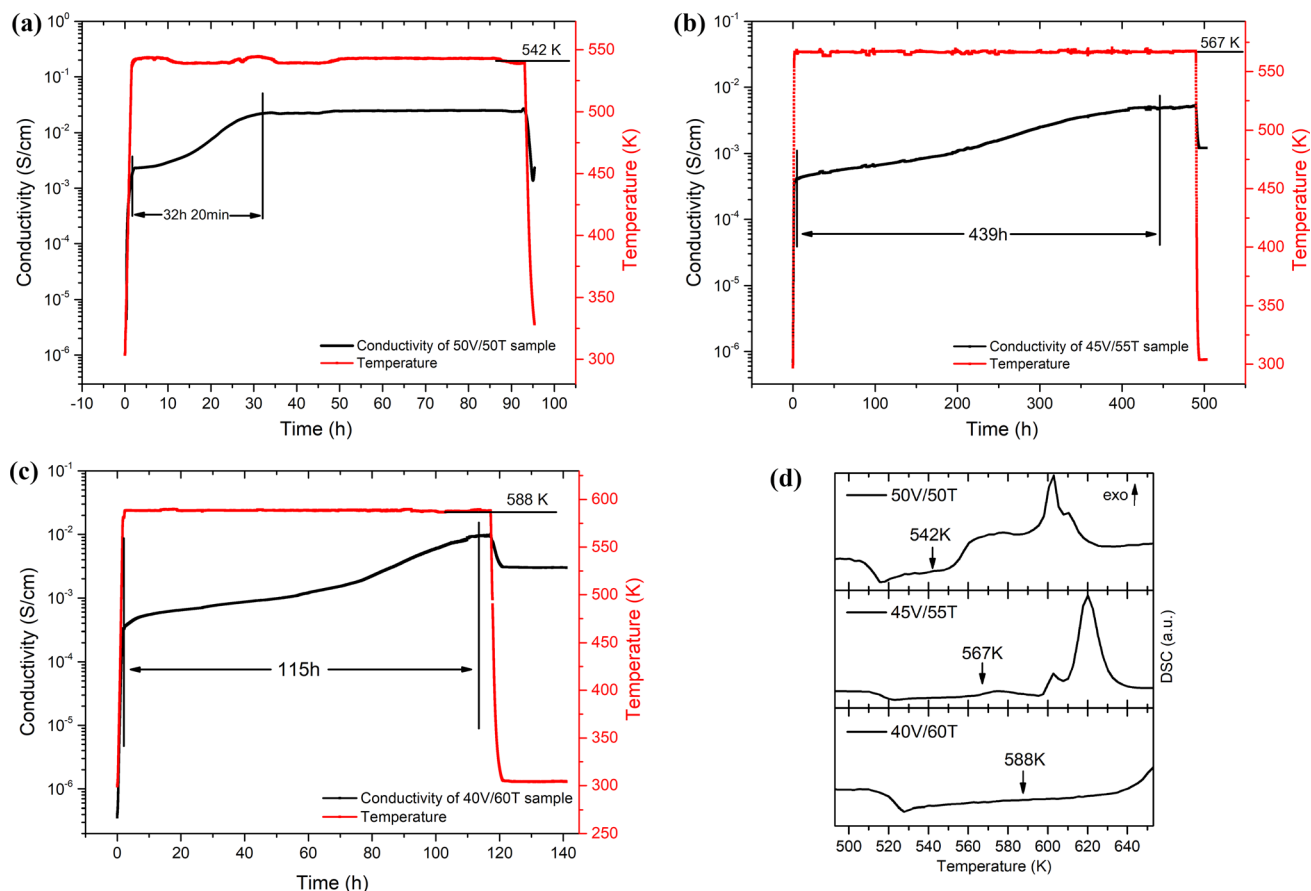 (a)
10⁰
10⁻¹
10⁻²
10⁻³
10⁻⁴
10⁻⁵
10⁻⁶
Conductivity (S/cm)
542 K
32h 20min
Conductivity of 50V/50T sample
Temperature
550
500
450
400
350
300
Temperature (K)
-10 0 10 20 30 40 50 60 70 80 90 100
Time (h)
(b)
10⁰
10⁻¹
10⁻²
10⁻³
10⁻⁴
10⁻⁵
10⁻⁶
Conductivity (S/cm)
567 K
439h
Conductivity of 45V/55T sample
Temperature
550
500
450
400
350
300
Temperature (K)
0 100 200 300 400 500
Time (h)
(c)
10⁻¹
10⁻²
10⁻³
10⁻⁴
10⁻⁵
10⁻⁶
Conductivity (S/cm)
588 K
115h
Conductivity of 40V/60T sample
Temperature
600
550
500
450
400
350
300
250
Temperature (K)
0 20 40 60 80 100 120 140
Time (h)
(d)
50V/50T
exo
542K
45V/55T
567K
40V/60T
588K
DSC (a.u.)
500 520 540 560 580 600 620 640
Temperature (K)